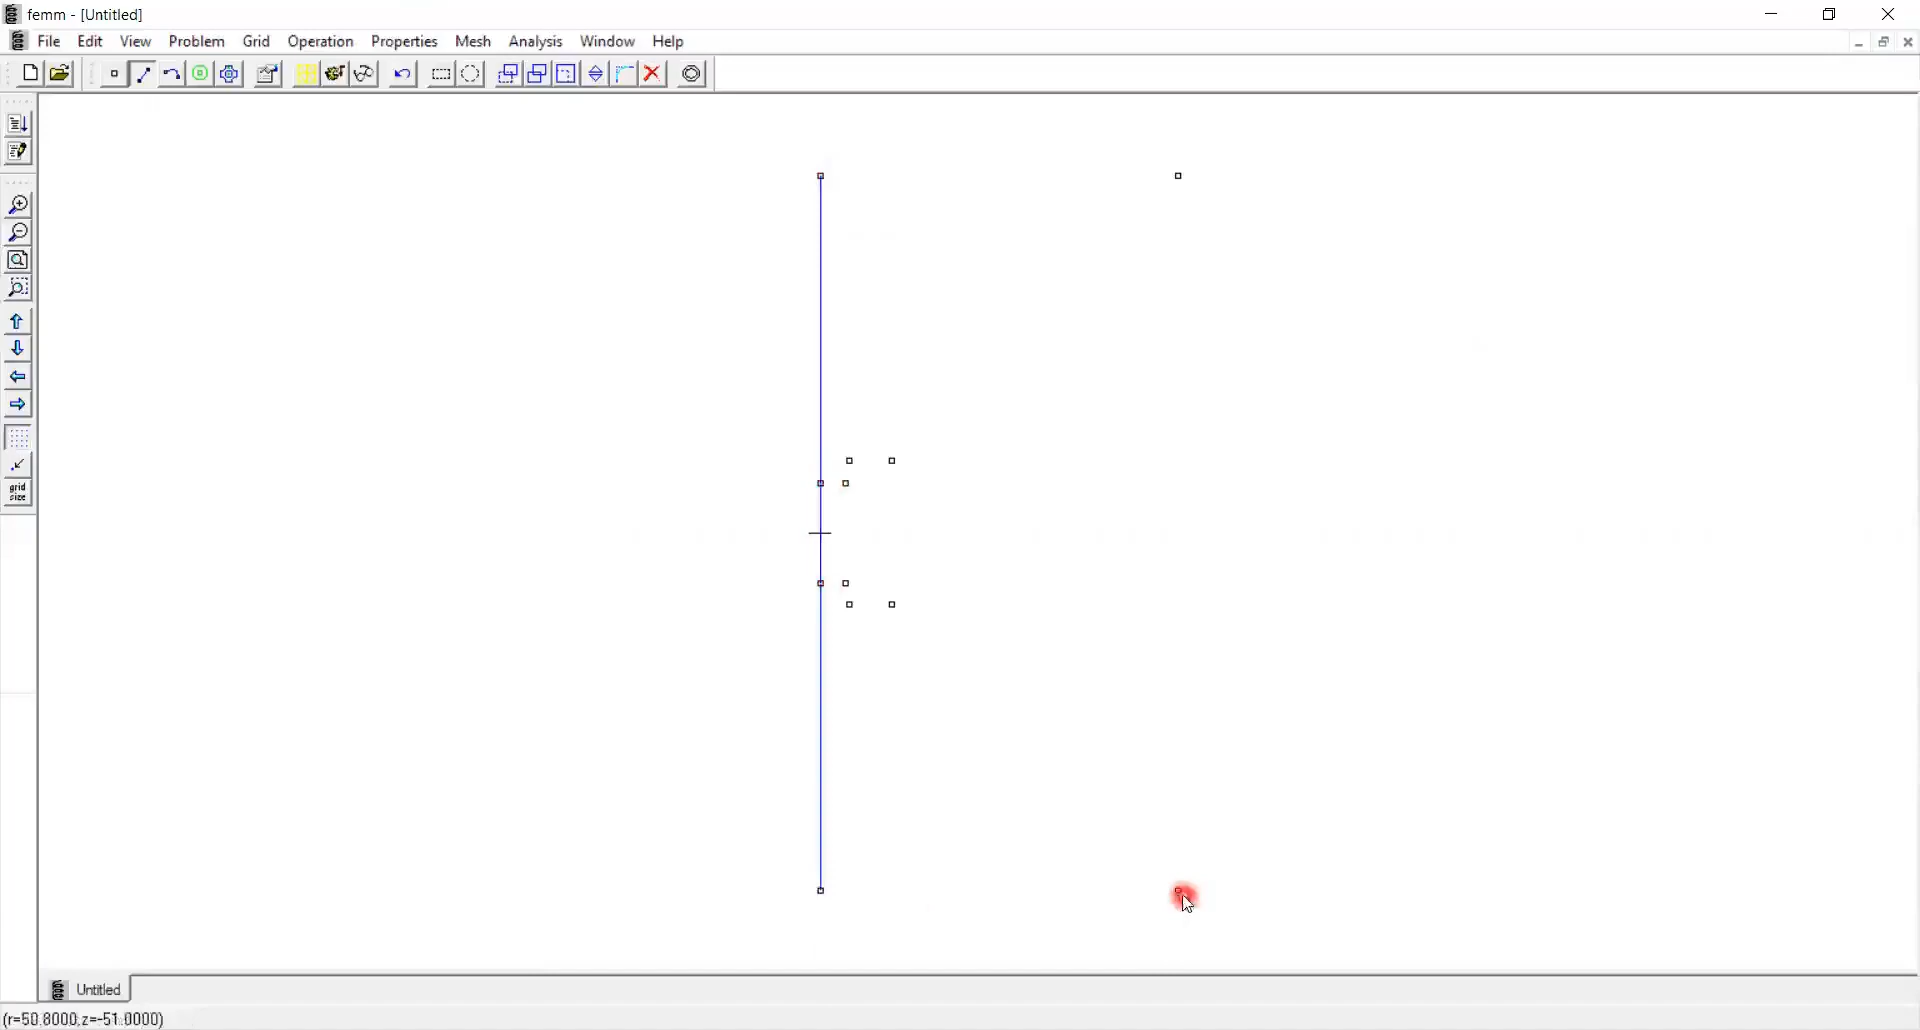 femm - [Untitled]
File Edit View Problem Grid Operation Properties Mesh Analysis Window Help
grid
size
Untitled
(r=50.8000,z=-51.0000)